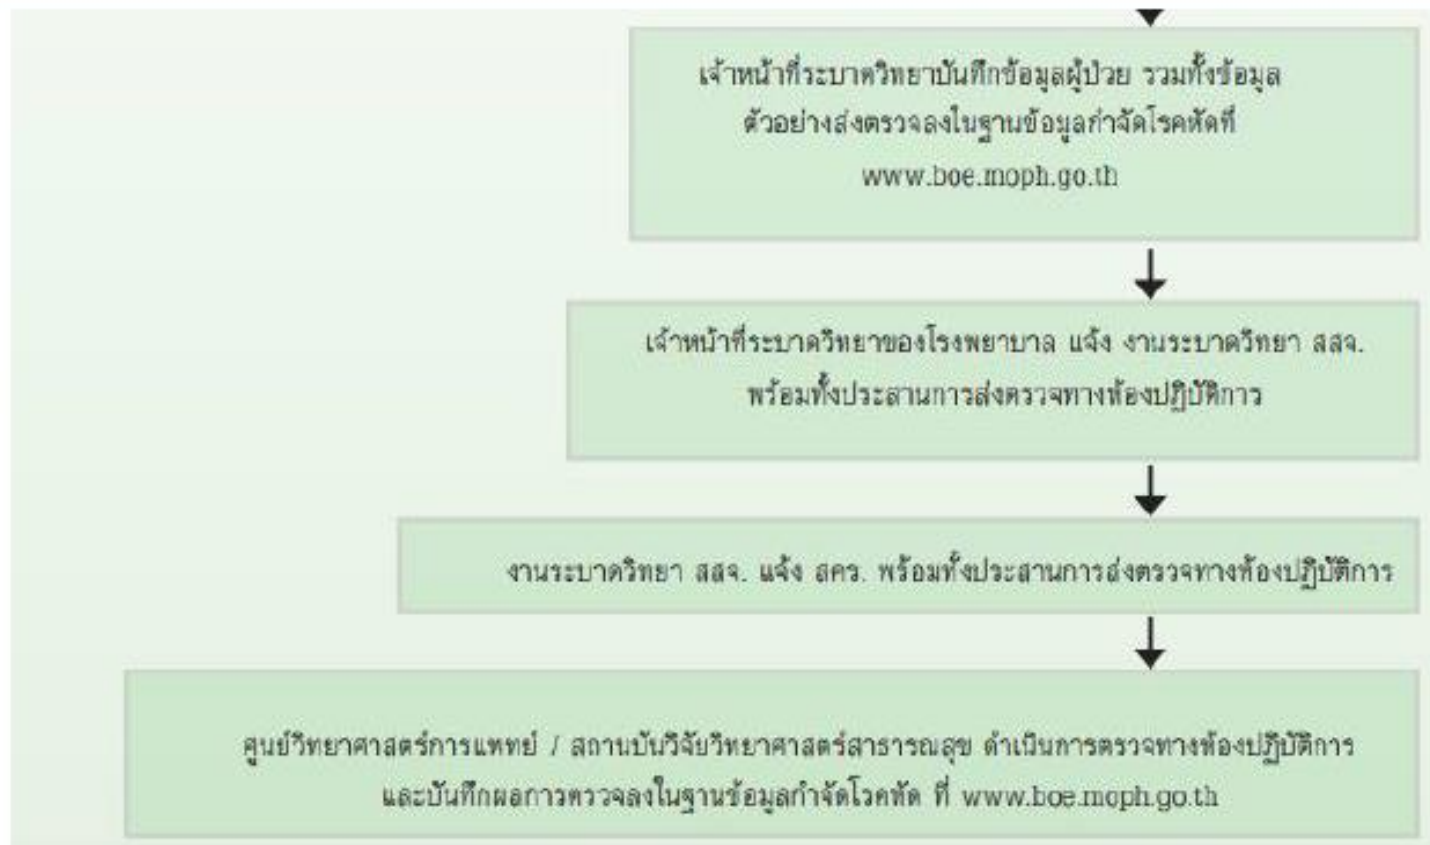 เจ้าหน้าที่ระบาดวิทยาบันทึกข้อมูลผู้ป่วย รวมทั้งข้อมูล
ตัวอย่างส่งตรวจลงในฐานข้อมูลกำจัดโรคหัดที่
www.boe.moph.go.th
เจ้าหน้าที่ระบาดวิทยาของโรงพยาบาล แจ้ง งานระบาดวิทยา สสจ.
พร้อมทั้งประสานการส่งตรวจทางห้องปฏิบัติการ
งานระบาดวิทยา สสจ. แจ้ง สคร. พร้อมทั้งประสานการส่งตรวจทางห้องปฏิบัติการ
ศูนย์วิทยาศาสตร์การแพทย์ / สถานบันวิจัยวิทยาศาสตร์สาธารณสุข ดำเนินการตรวจทางห้องปฏิบัติการ
และบันทึกผลการตรวจลงในฐานข้อมูลกำจัดโรคหัด ที่ www.boe.moph.go.th